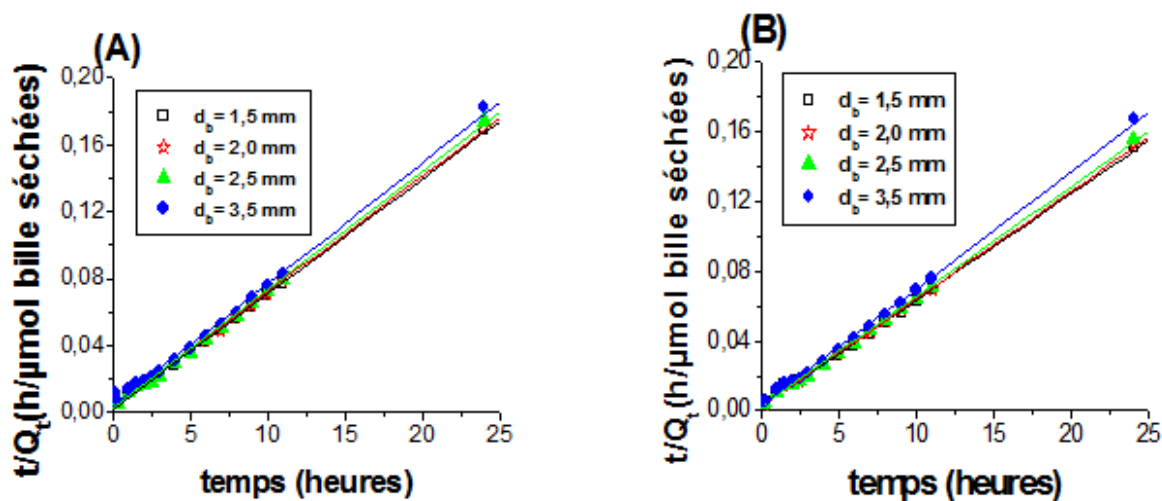 (A)
t/Qt(h/µmol bille séchées)
0,20
0,16
0,12
0,08
0,04
0,00
db= 1,5 mm
db= 2,0 mm
db= 2,5 mm
db= 3,5 mm
0 5 10 15 20 25
temps (heures)
(B)
t/Qt(h/µmol bille séchées)
0,20
0,16
0,12
0,08
0,04
0,00
db= 1,5 mm
db= 2,0 mm
db= 2,5 mm
db= 3,5 mm
0 5 10 15 20 25
temps (heures)